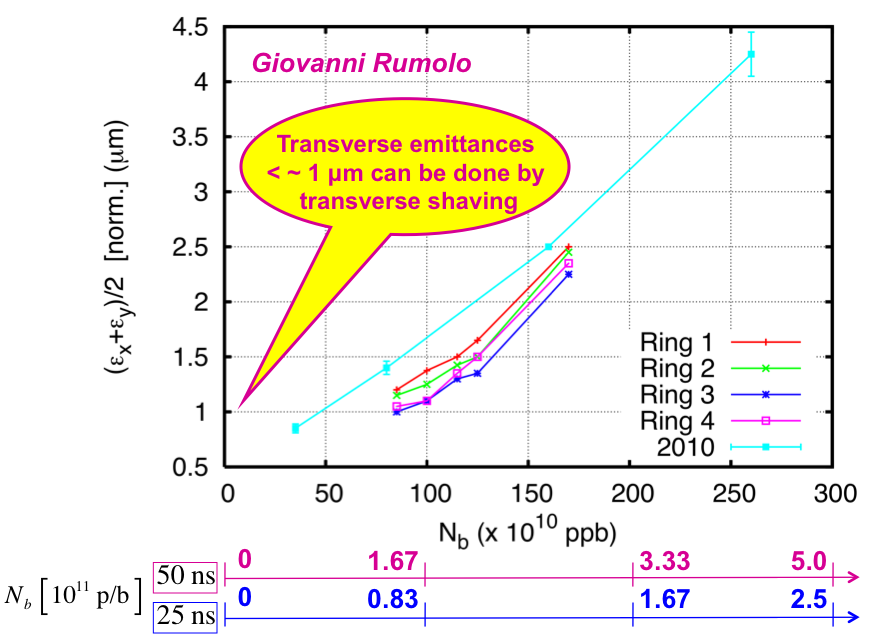 Giovanni Rumolo
Transverse emittances
< ~ 1 μm can be done by
transverse shaving
(εx+εy)/2 [norm.] (μm)
4.5
4
3.5
3
2.5
2
1.5
1
0.5
Ring 1
Ring 2
Ring 3
Ring 4
2010
0 50 100 150 200 250 300
Nb (x 10^10 ppb)
Nb [10^11 p/b]
50 ns 0 1.67 3.33 5.0
25 ns 0 0.83 1.67 2.5